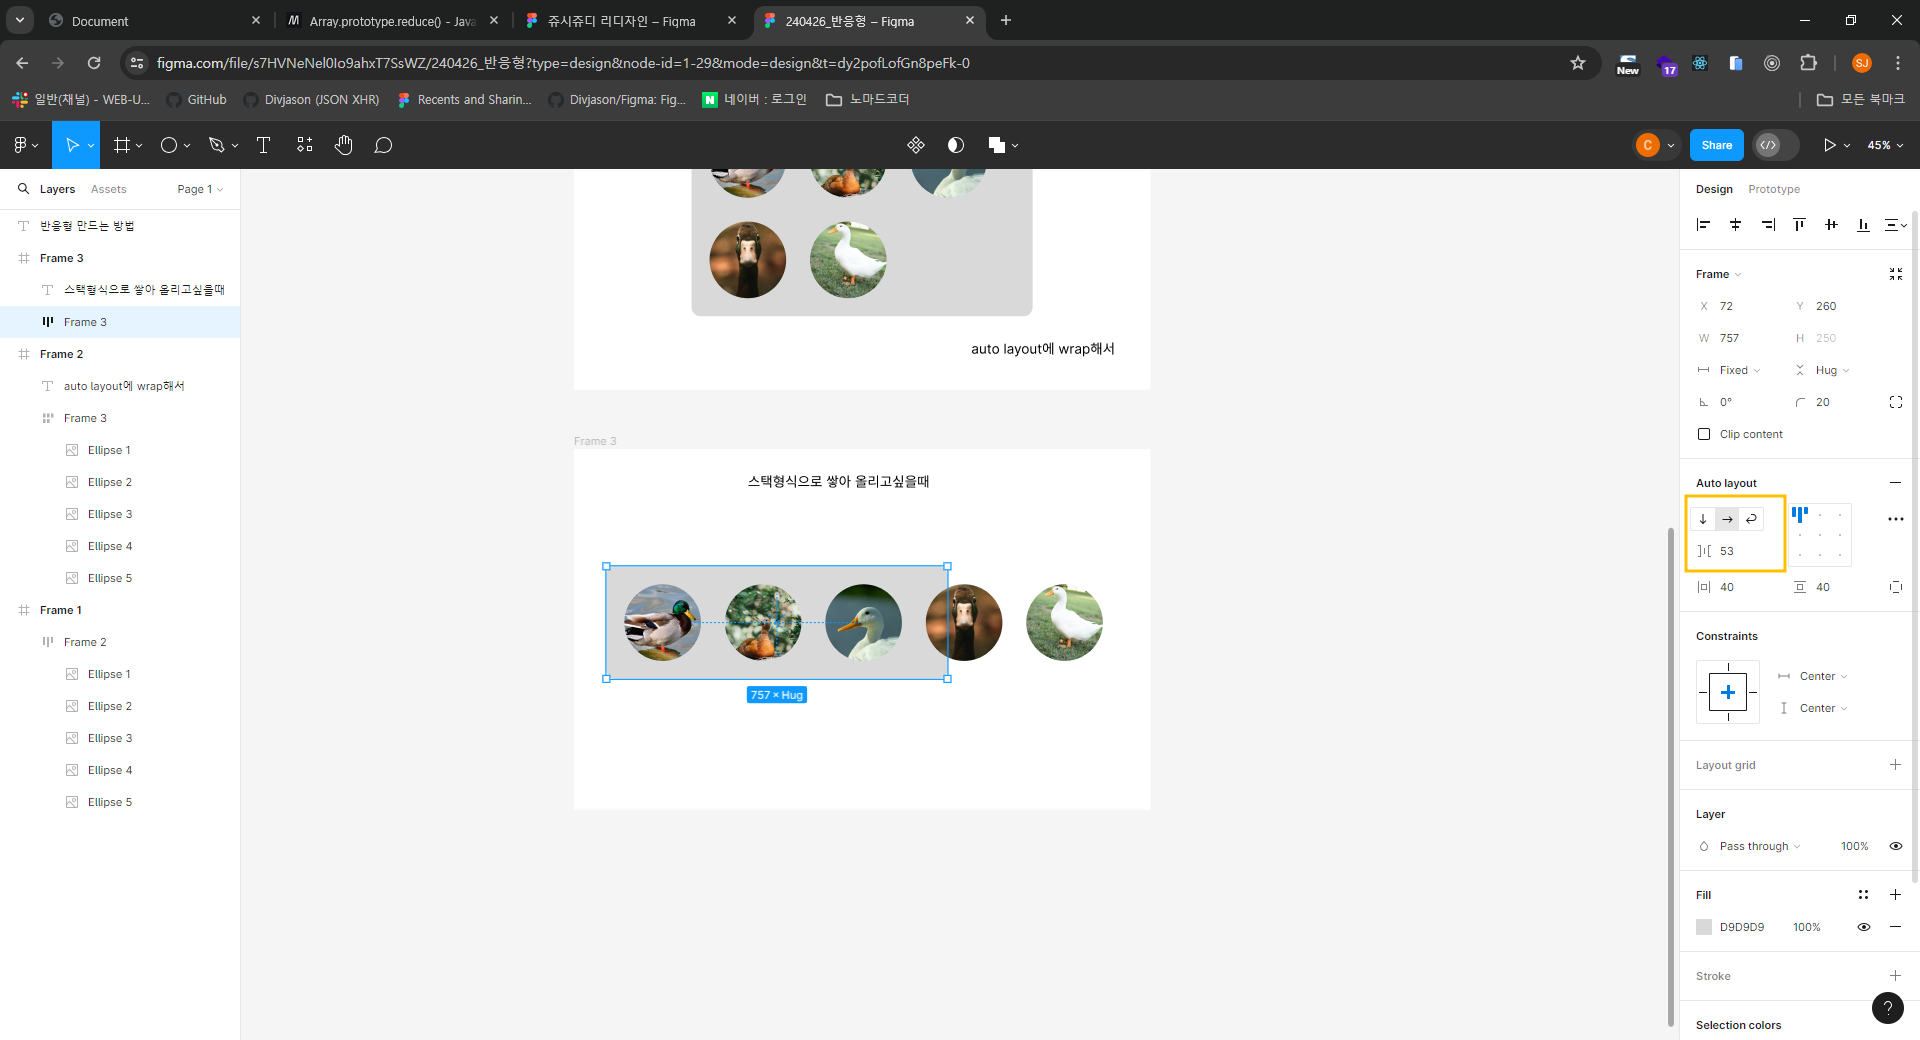 Document
Array.prototype.reduce() - Java
쥬시쥬디 리디자인 – Figma
240426_반응형 – Figma
figma.com/file/s7HVNeNel0Io9ahxT7SsWZ/240426_반응형?type=design&node-id=1-29&mode=design&t=dy2pofLofGn8peFk-0
New
17
SJ
일반(채널) - WEB-U...
GitHub
Divjason (JSON XHR)
Recents and Sharin...
Divjason/Figma: Fig...
N
네이버 : 로그인
노마드코더
모든 북마크
C
Share
45%
Layers
Assets
Page 1
반응형 만드는 방법
Frame 3
스택형식으로 쌓아 올리고싶을때
Frame 3
Frame 2
auto layout에 wrap해서
Frame 3
Ellipse 1
Ellipse 2
Ellipse 3
Ellipse 4
Ellipse 5
Frame 1
Frame 2
Ellipse 1
Ellipse 2
Ellipse 3
Ellipse 4
Ellipse 5
auto layout에 wrap해서
Frame 3
스택형식으로 쌓아 올리고싶을때
757 × Hug
Design
Prototype
Frame
X 72
Y 260
W 757
H 250
Fixed
Hug
0°
20
Clip content
Auto layout
53
40
40
Constraints
Center
Center
Layout grid
Layer
Pass through
100%
Fill
D9D9D9
100%
Stroke
?
Selection colors